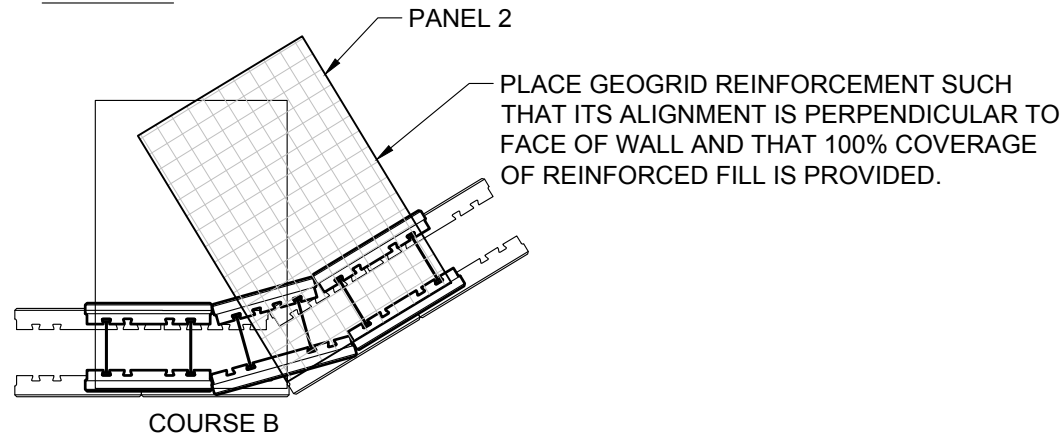 PANEL 2
PLACE GEOGRID REINFORCEMENT SUCH
THAT ITS ALIGNMENT IS PERPENDICULAR TO
FACE OF WALL AND THAT 100% COVERAGE
OF REINFORCED FILL IS PROVIDED.
COURSE B